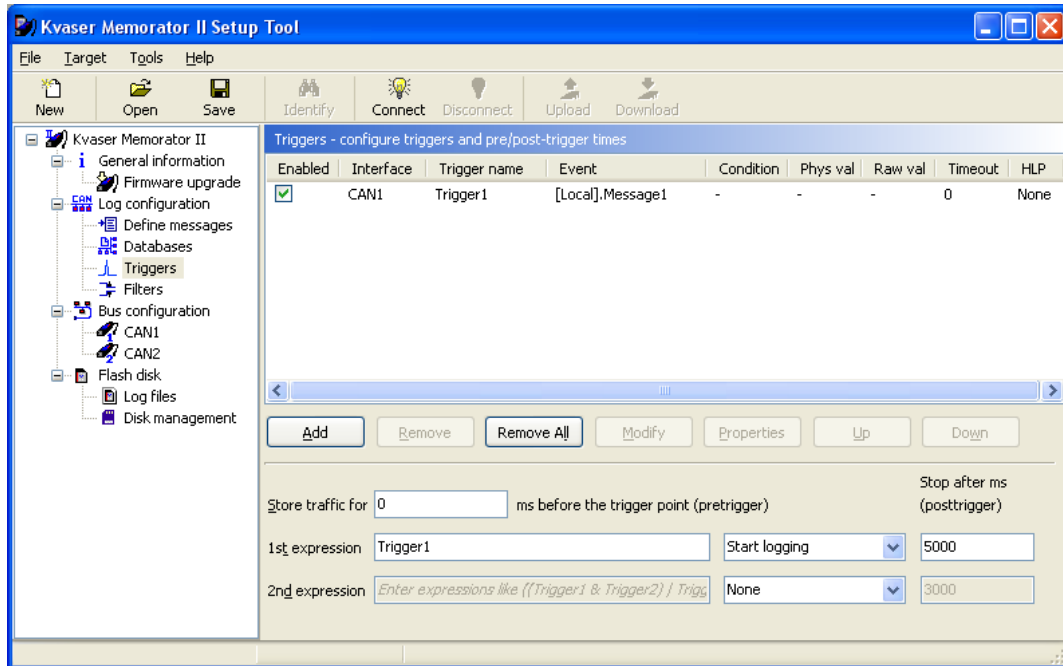 Kvaser Memorator II Setup Tool
File Target Tools Help
New Open Save Identify Connect Disconnect Upload Download
Kvaser Memorator II
General information
Firmware upgrade
Log configuration
Define messages
Databases
Triggers
Filters
Bus configuration
CAN1
CAN2
Flash disk
Log files
Disk management
Triggers - configure triggers and pre/post-trigger times
Enabled Interface Trigger name Event Condition Phys val Raw val Timeout HLP
CAN1 Trigger1 [Local].Message1 - - - 0 None
Add Remove Remove All Modify Properties Up Down
Stop after ms
Store traffic for 0 ms before the trigger point (pretrigger) (posttrigger)
1st expression Trigger1 Start logging 5000
2nd expression Enter expressions like ((Trigger1 & Trigger2) | Trigg None 3000